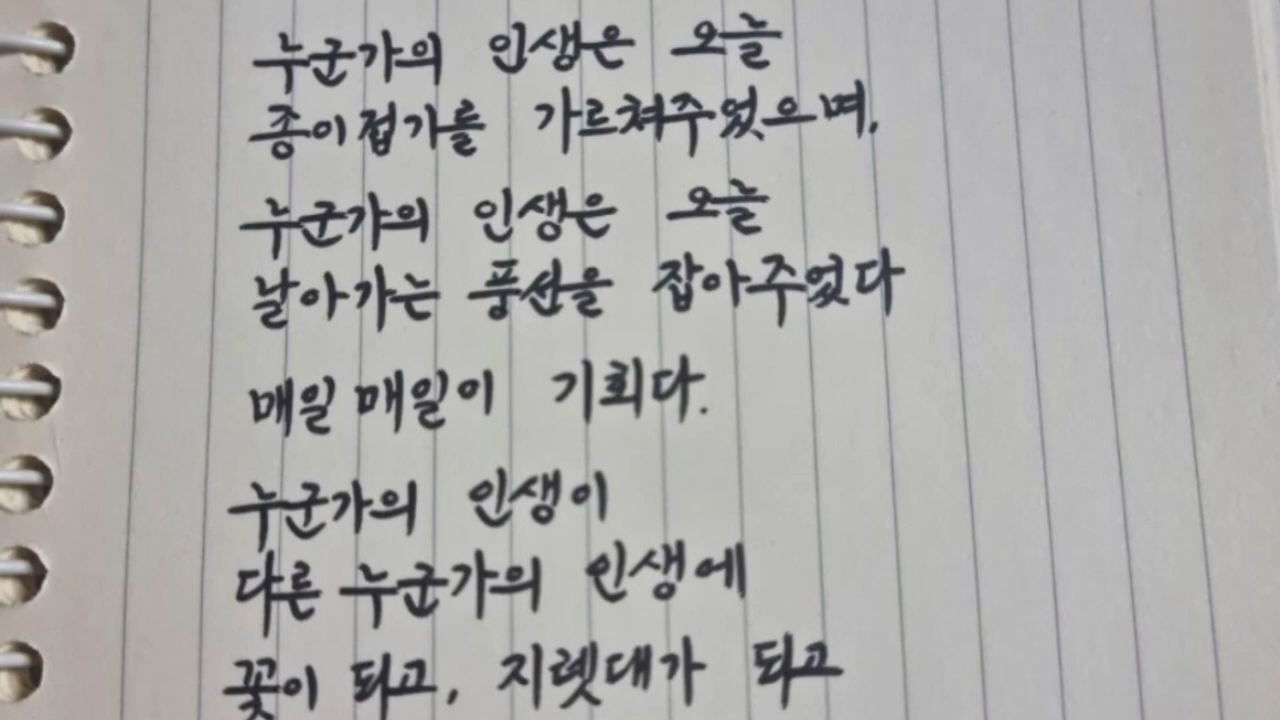 누군가의 인생은 오늘
종이접기를 가르쳐주었으며,
누군가의 인생은 오늘
날아가는 풍선을 잡아주었다
매일매일이 기회다.
누군가의 인생이
다른 누군가의 인생에
꽃이 되고, 지렛대가 되고